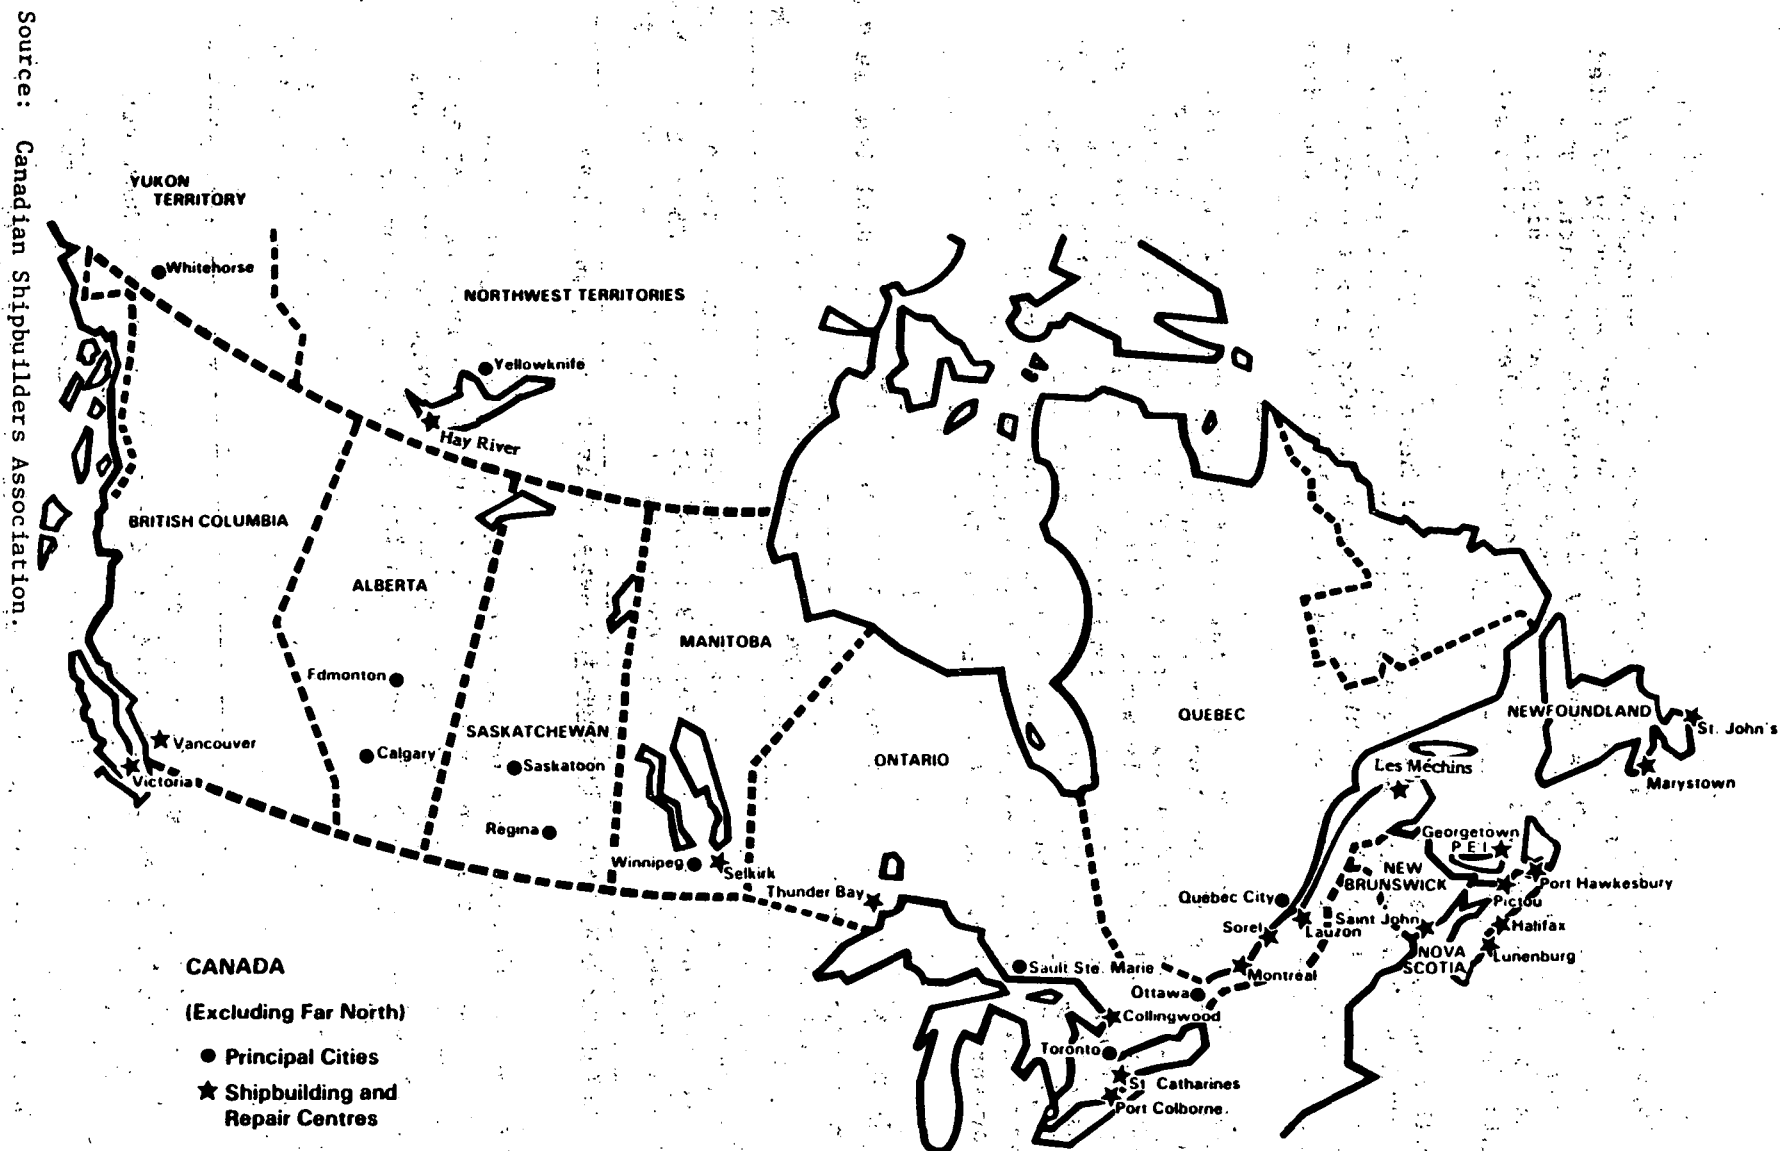 Source: Canadian Shipbuilders Association.
YUKON
TERRITORY
Whitehorse
NORTHWEST TERRITORIES
Yellowknife
Hay River
BRITISH COLUMBIA
ALBERTA
MANITOBA
Edmonton
SASKATCHEWAN
QUEBEC
NEWFOUNDLAND
St. John's
Vancouver
Calgary
Saskatoon
ONTARIO
Les Méchins
Victoria
Marystown
Regina
Georgetown
P E I
Winnipeg
Selkirk
NEW
BRUNSWICK
Port Hawkesbury
Thunder Bay
Quebec City
Pictou
Sorel
Lauzon
Saint John
Halifax
NOVA
SCOTIA
Lunenburg
Sault Ste. Marie
Montreal
Ottawa
Collingwood
Toronto
St Catharines
Port Colborne
CANADA
(Excluding Far North)
Principal Cities
Shipbuilding and
Repair Centres